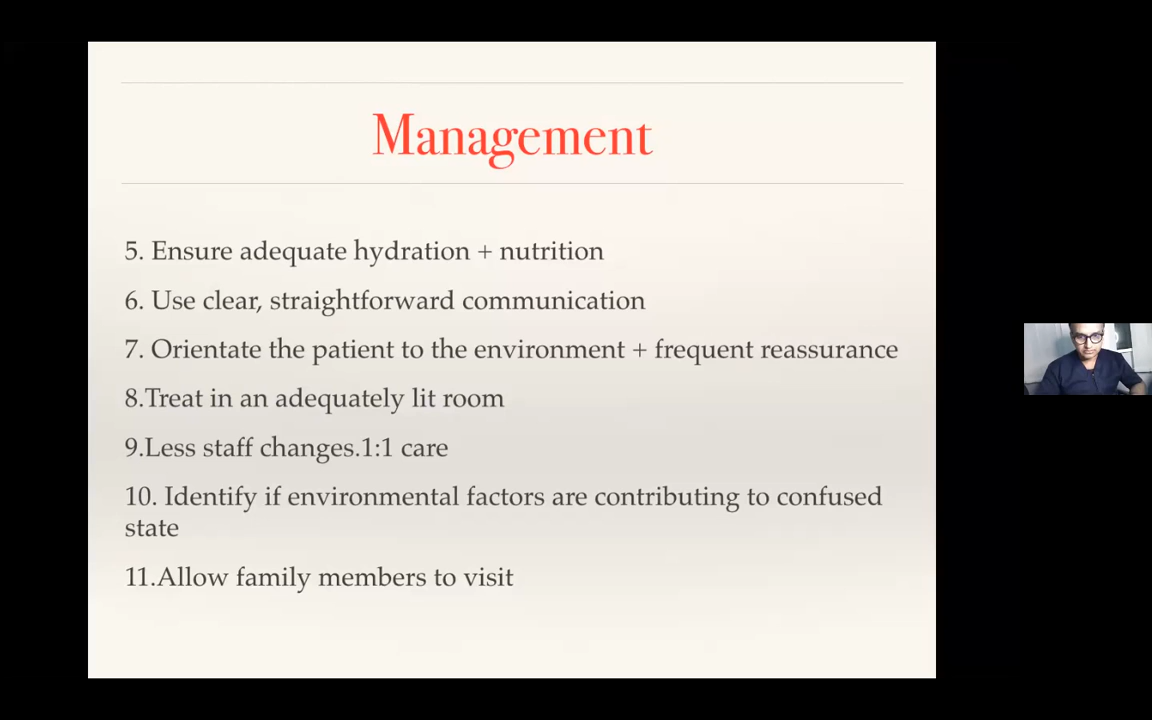 Management
5. Ensure adequate hydration + nutrition
6. Use clear, straightforward communication
7. Orientate the patient to the environment + frequent reassurance
8.Treat in an adequately lit room
9.Less staff changes.1:1 care
10. Identify if environmental factors are contributing to confused
state
11.Allow family members to visit